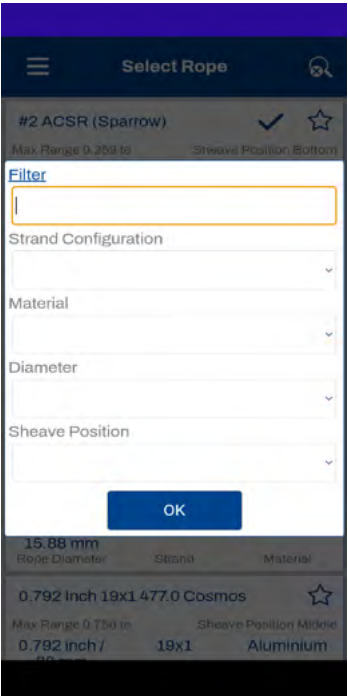 Select Rope
#2 ACSR (Sparrow)
Max Range 0.259 to Sheave Position Bottom
Filter
Strand Configuration
Material
Diameter
Sheave Position
OK
15.88 mm
Rope Diameter Strand Material
0.792 Inch 19x1 477.0 Cosmos
Max Range 0.750 to Sheave Position Middle
0.792 inch / 19x1 Aluminium